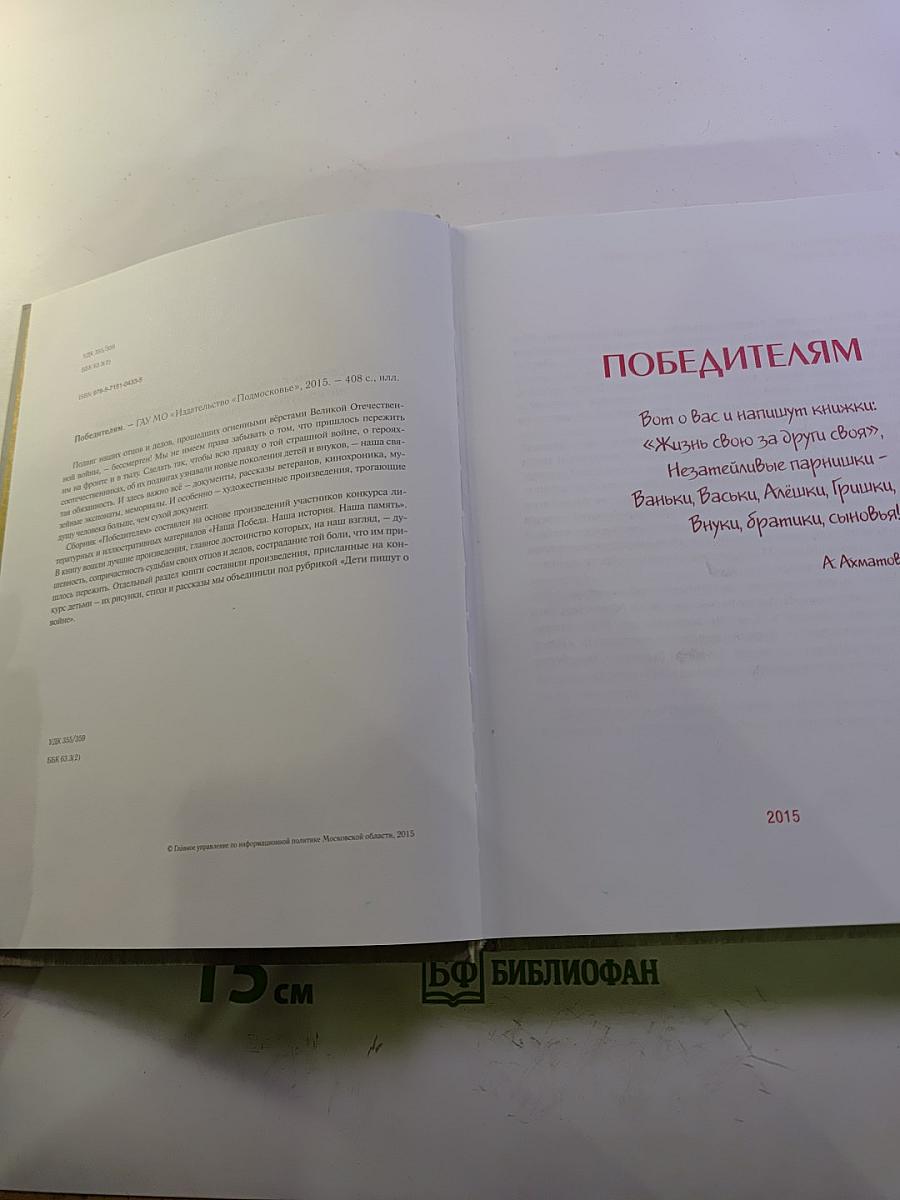 УДК 355/359
ББК 63.3(2)
ISBN 978-5-7151-0433-5
Победителям. – ГАУ МО «Издательство «Подмосковье», 2015. – 408 с., илл.
Подвиг наших отцов и дедов, прошедших огненными вёрстами Великой Отечествен-
ной войны, – бессмертен! Мы не имеем права забывать о том, что пришлось пережить
им на фронте и в тылу. Сделать так, чтобы всю правду о той страшной войне, о героях-
соотечественниках, об их подвигах узнавали новые поколения детей и внуков, – наша свя-
тая обязанность. И здесь важно всё – документы, рассказы ветеранов, кинохроника, му-
зейные экспонаты, мемориалы. И особенно – художественные произведения, трогающие
душу человека больше, чем сухой документ.
Сборник «Победителям» составлен на основе произведений участников конкурса ли-
тературных и иллюстративных материалов «Наша Победа. Наша история. Наша память».
В книгу вошли лучшие произведения, главное достоинство которых, на наш взгляд, – ду-
шевность, сопричастность судьбам своих отцов и дедов, сострадание той боли, что им при-
шлось пережить. Отдельный раздел книги составили произведения, присланные на кон-
курс детьми – их рисунки, стихи и рассказы мы объединили под рубрикой «Дети пишут о
войне».
УДК 355/359
ББК 63.3(2)
© Главное управление по информационной политике Московской области, 2015
ПОБЕДИТЕЛЯМ
Вот о вас и напишут книжки:
«Жизнь свою за други своя»,
Незатейливые парнишки –
Ваньки, Васьки, Алёшки, Гришки,
Внуки, братики, сыновья!
А. Ахматов
2015
15 см
БФ БИБЛИОФАН